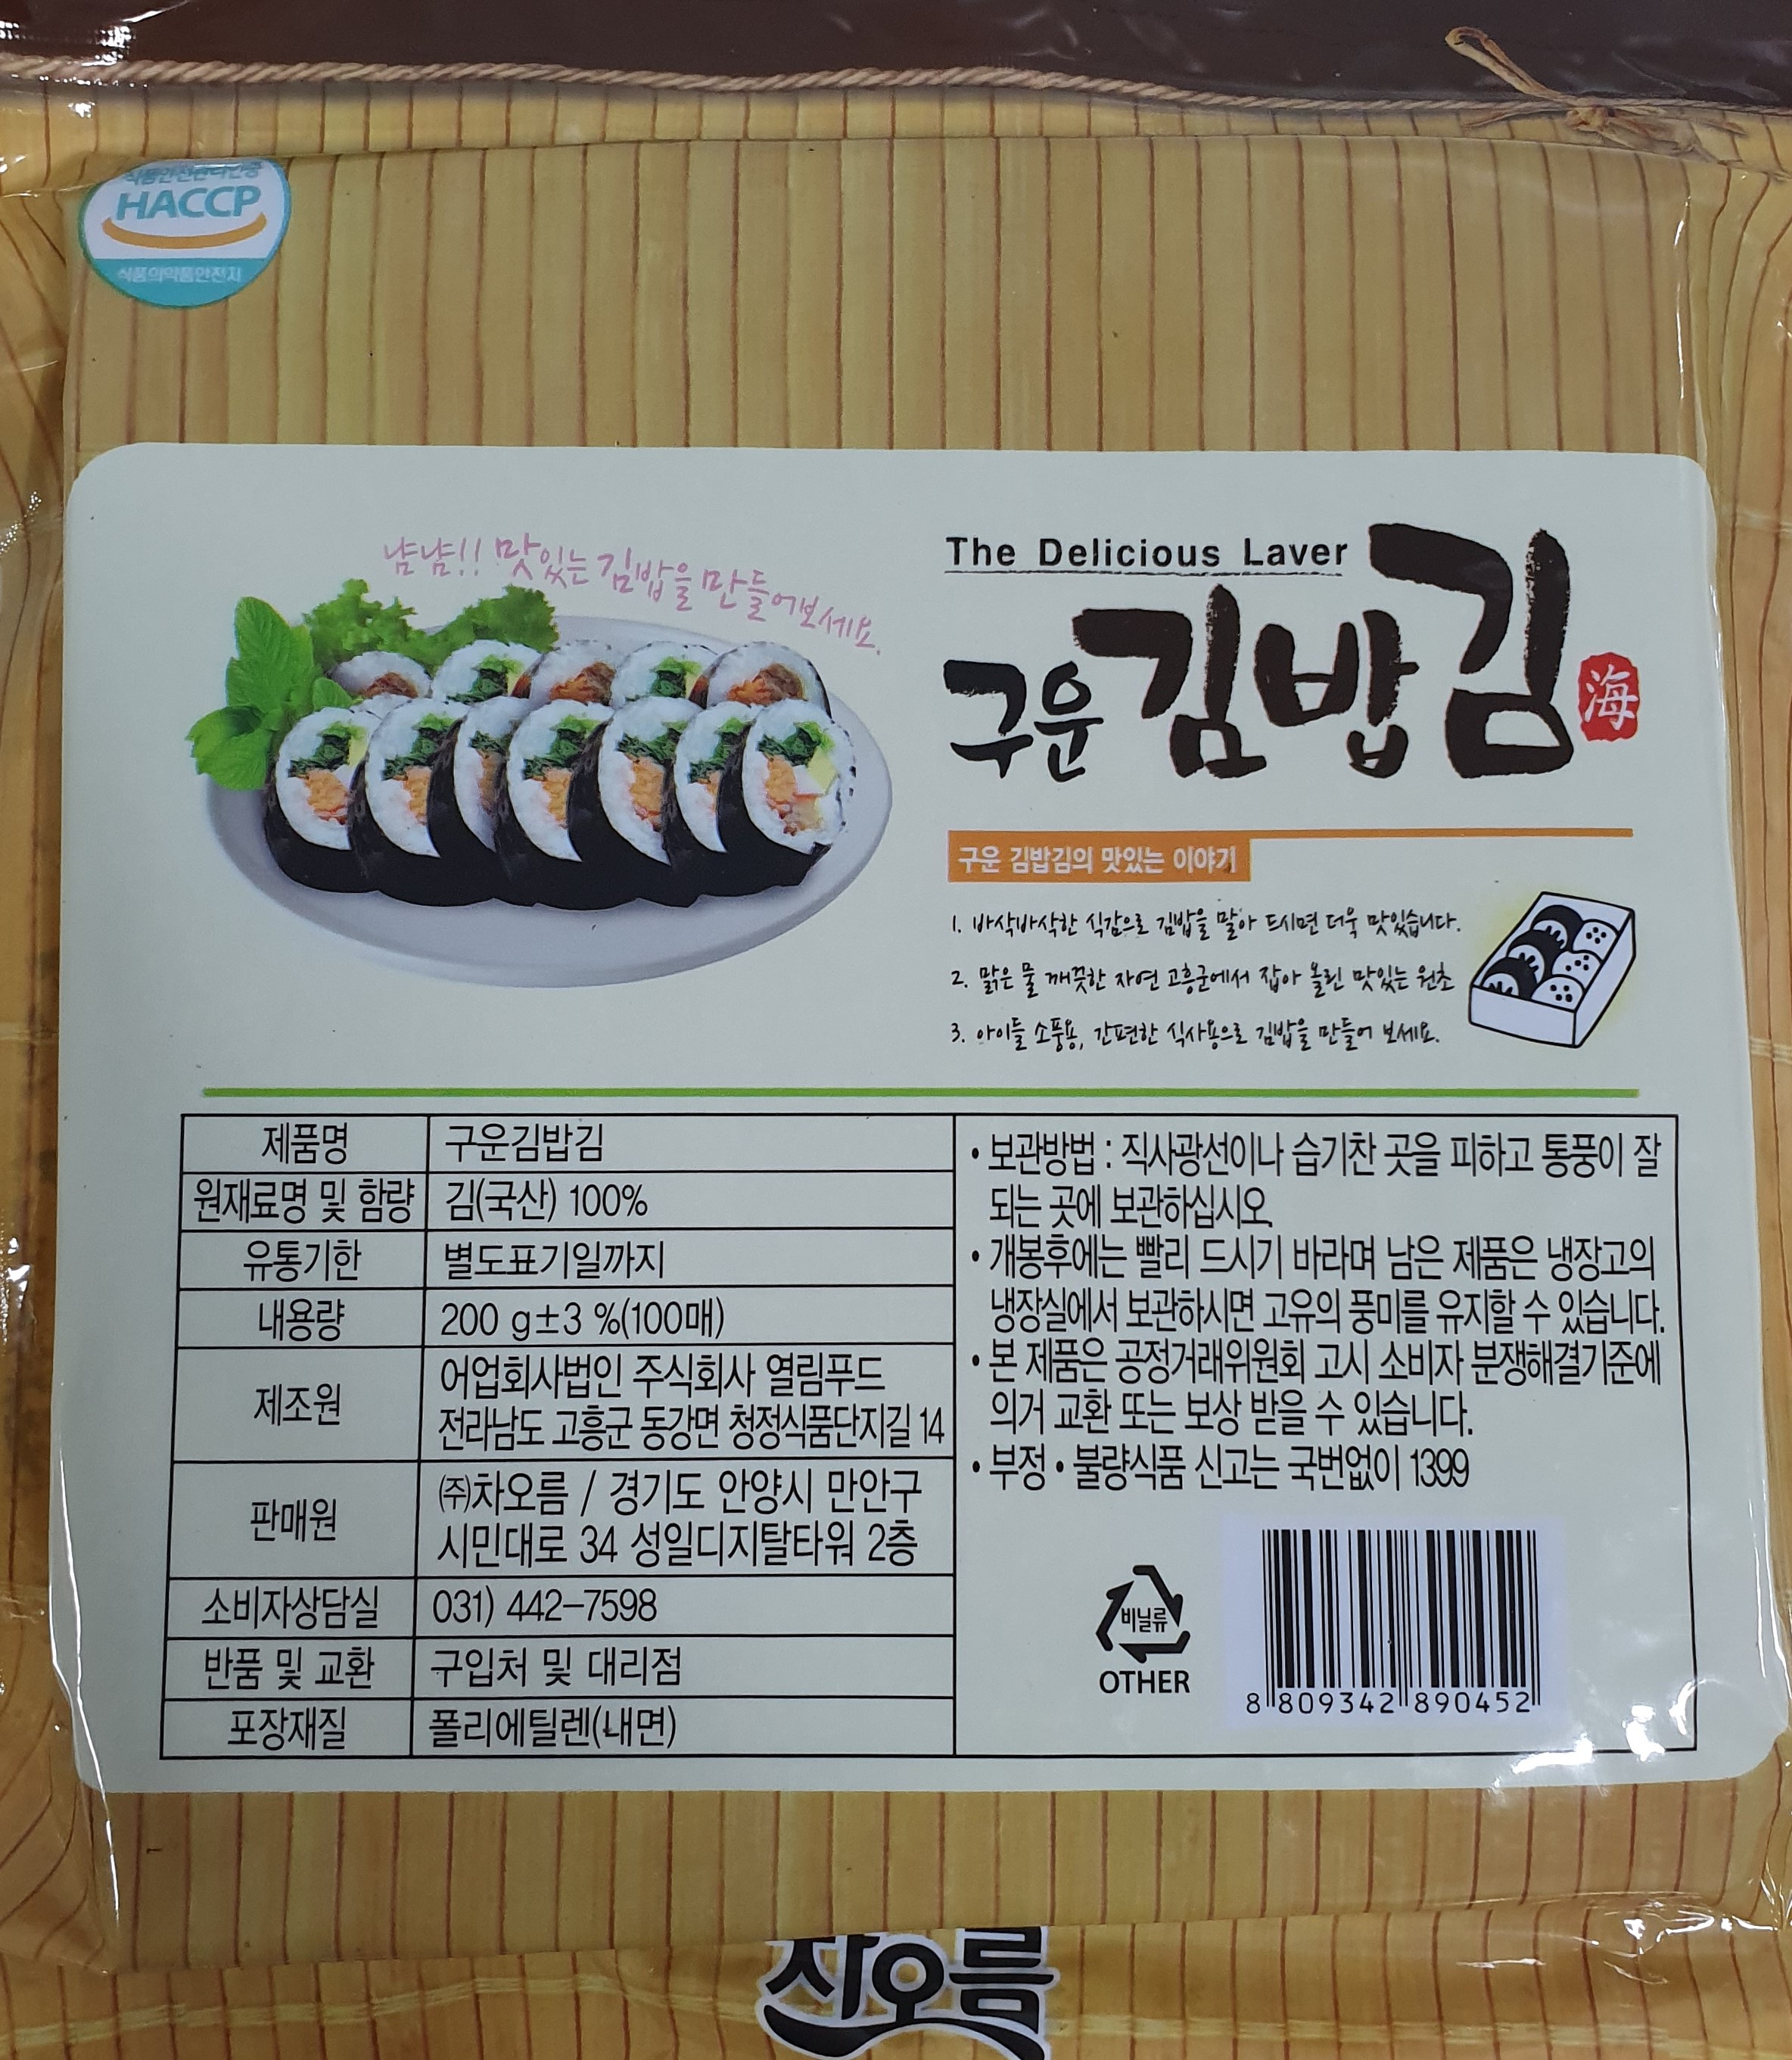 식품안전관리인증
HACCP
식품의약품안전처
냠냠!! 맛있는 김밥을 만들어보세요.
The Delicious Laver
구운김밥김
海
구운 김밥김의 맛있는 이야기
1. 바삭바삭한 식감으로 김밥을 말아 드시면 더욱 맛있습니다.
2. 맑은 물 깨끗한 자연 고흥군에서 잡아 올린 맛있는 원초
3. 아이들 소풍용, 간편한 식사용으로 김밥을 만들어 보세요.
제품명 구운김밥김
원재료명 및 함량 김(국산) 100%
유통기한 별도표기일까지
내용량 200 g±3 %(100매)
제조원 어업회사법인 주식회사 열림푸드
전라남도 고흥군 동강면 청정식품단지길 14
판매원 ㈜차오름 / 경기도 안양시 만안구
시민대로 34 성일디지탈타워 2층
소비자상담실 031) 442-7598
반품 및 교환 구입처 및 대리점
포장재질 폴리에틸렌(내면)
• 보관방법 : 직사광선이나 습기찬 곳을 피하고 통풍이 잘
되는 곳에 보관하십시오.
• 개봉후에는 빨리 드시기 바라며 남은 제품은 냉장고의
냉장실에서 보관하시면 고유의 풍미를 유지할 수 있습니다.
• 본 제품은 공정거래위원회 고시 소비자 분쟁해결기준에
의거 교환 또는 보상 받을 수 있습니다.
• 부정 • 불량식품 신고는 국번없이 1399
비닐류
OTHER
8 809342 890452
차오름